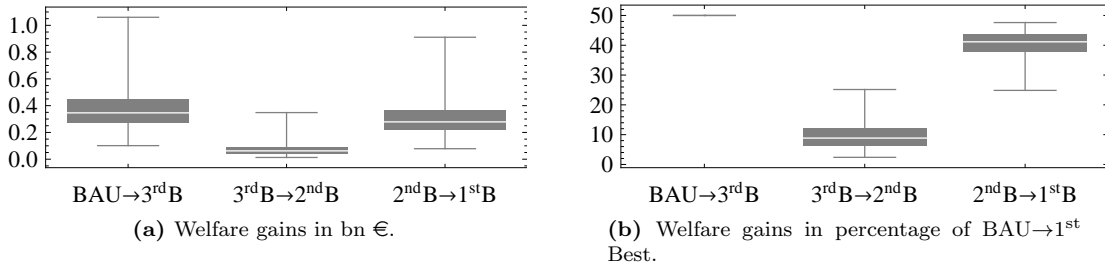 1.0
0.8
0.6
0.4
0.2
0.0
BAU→3rdB 3rdB→2ndB 2ndB→1stB
(a) Welfare gains in bn €.
50
40
30
20
10
0
BAU→3rdB 3rdB→2ndB 2ndB→1stB
(b) Welfare gains in percentage of BAU→1st
Best.